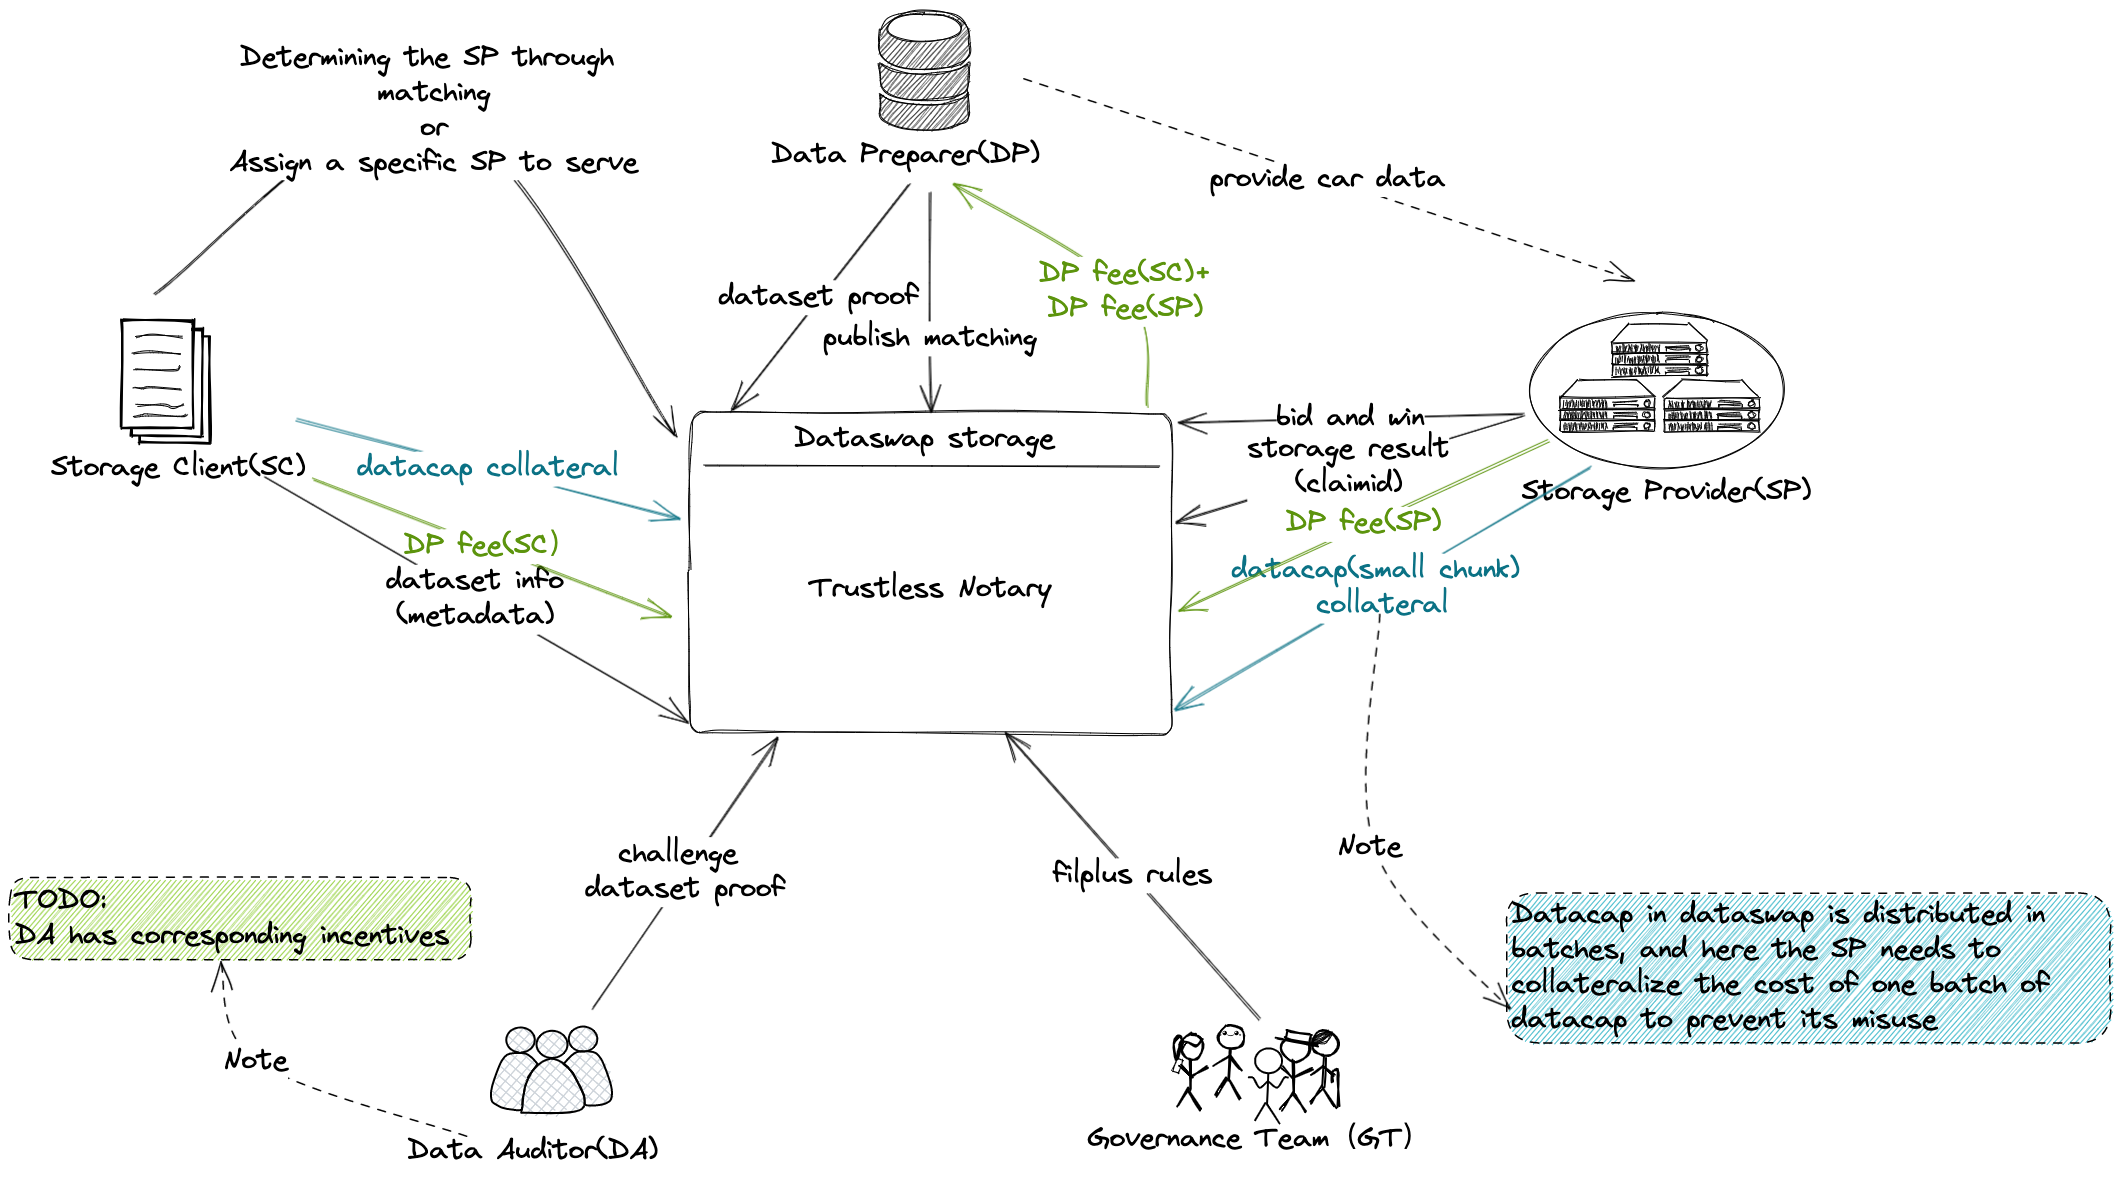 Determining the SP through
matching
or
Assign a specific SP to serve
Data Preparer(DP)
provide car data
DP fee(SC)+
DP fee(SP)
dataset proof
publish matching
Storage Client(SC)
datacap collateral
DP fee(SC)
dataset info
(metadata)
Dataswap storage
Trustless Notary
bid and win
storage result
(claimid)
Storage Provider(SP)
DP fee(SP)
datacap(small chunk)
collateral
Note
challenge
dataset proof
filplus rules
TODO:
DA has corresponding incentives
Datacap in dataswap is distributed in
batches, and here the SP needs to
collateralize the cost of one batch of
datacap to prevent its misuse
Note
Data Auditor(DA)
Governance Team (GT)